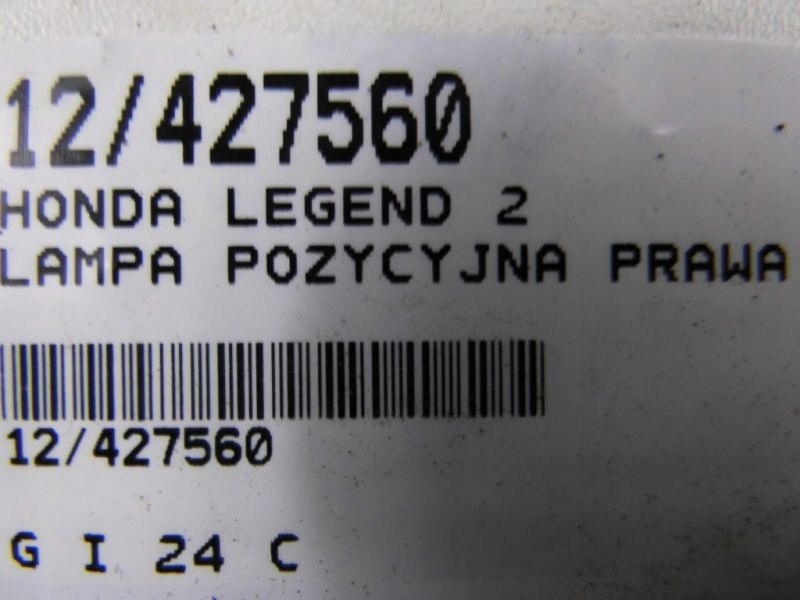 12/427560
HONDA LEGEND 2
LAMPA POZYCYJNA PRAWA
12/427560
G I 24 C